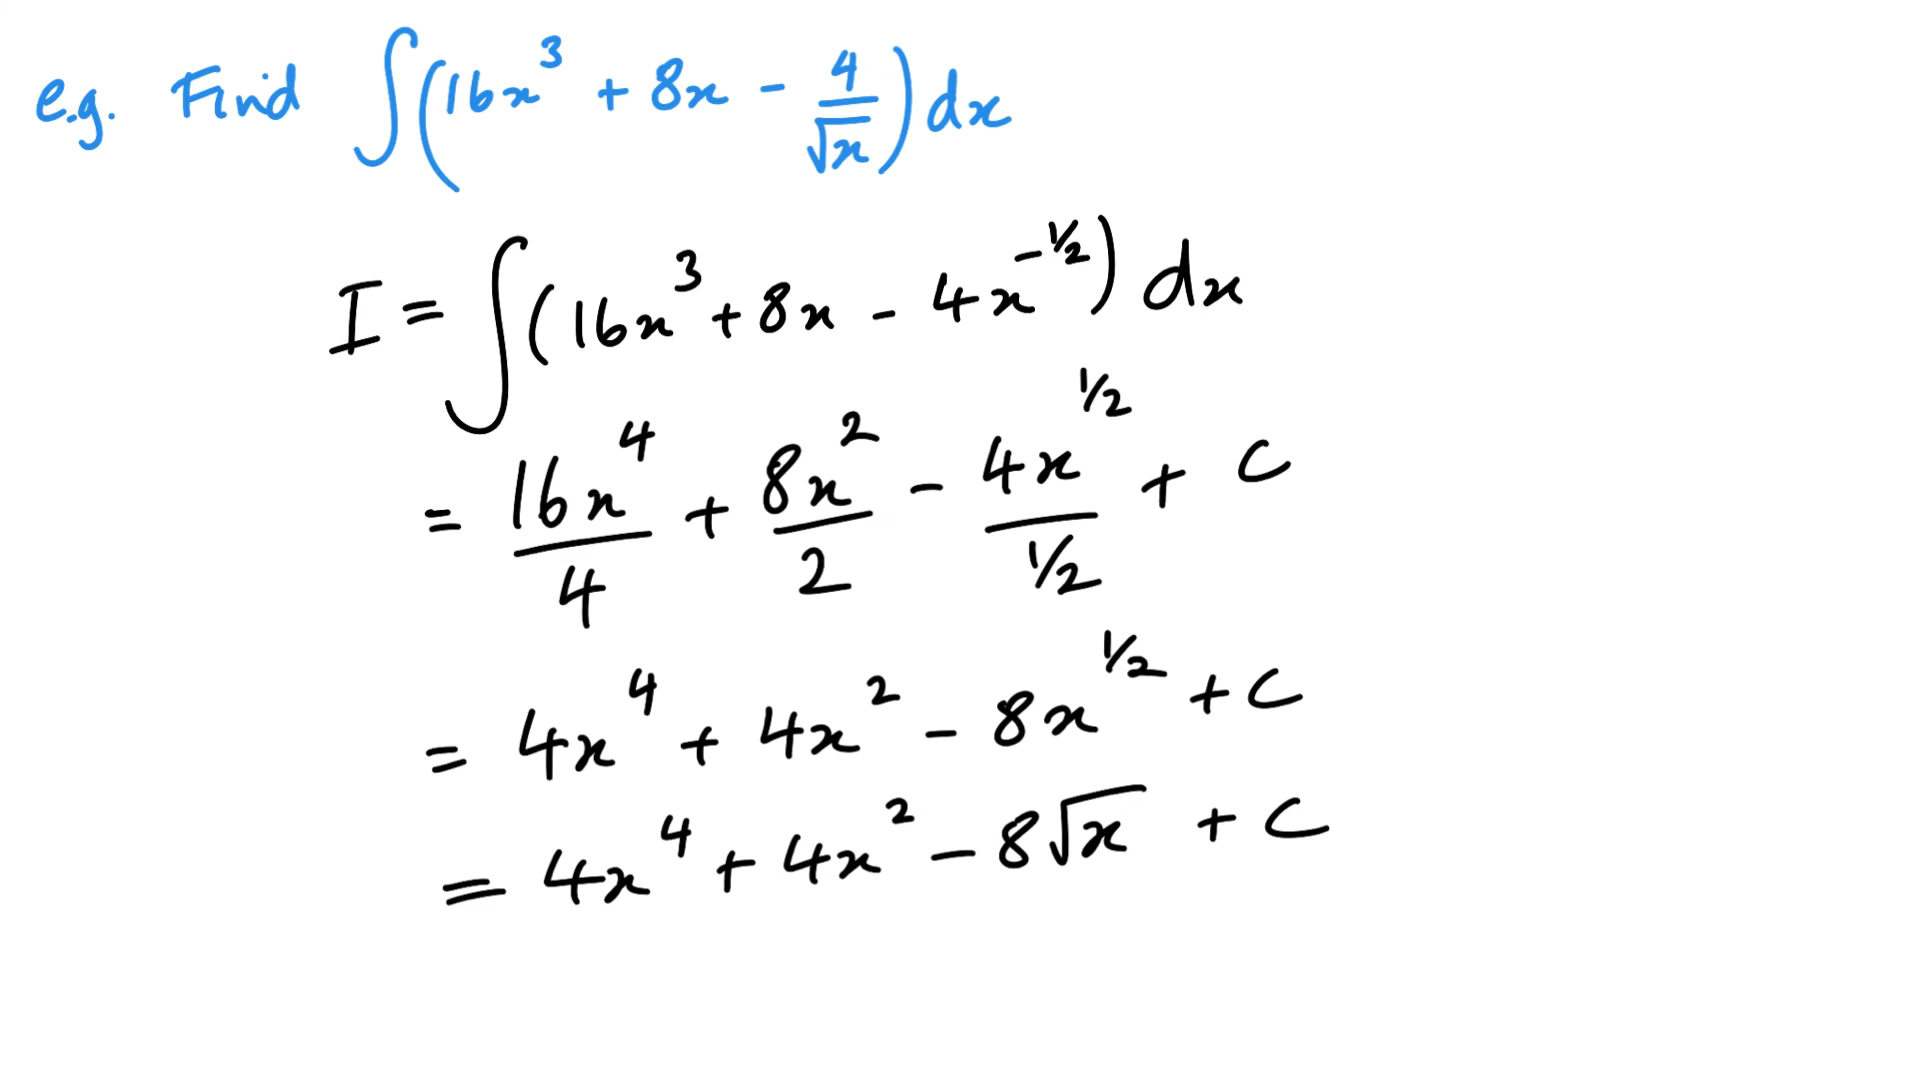 e.g. Find ∫(16x³ + 8x - 4/√x) dx
I = ∫(16x³ + 8x - 4x^(-1/2)) dx
= 16x⁴/4 + 8x²/2 - 4x^(1/2)/(1/2) + C
= 4x⁴ + 4x² - 8x^(1/2) + C
= 4x⁴ + 4x² - 8√x + C